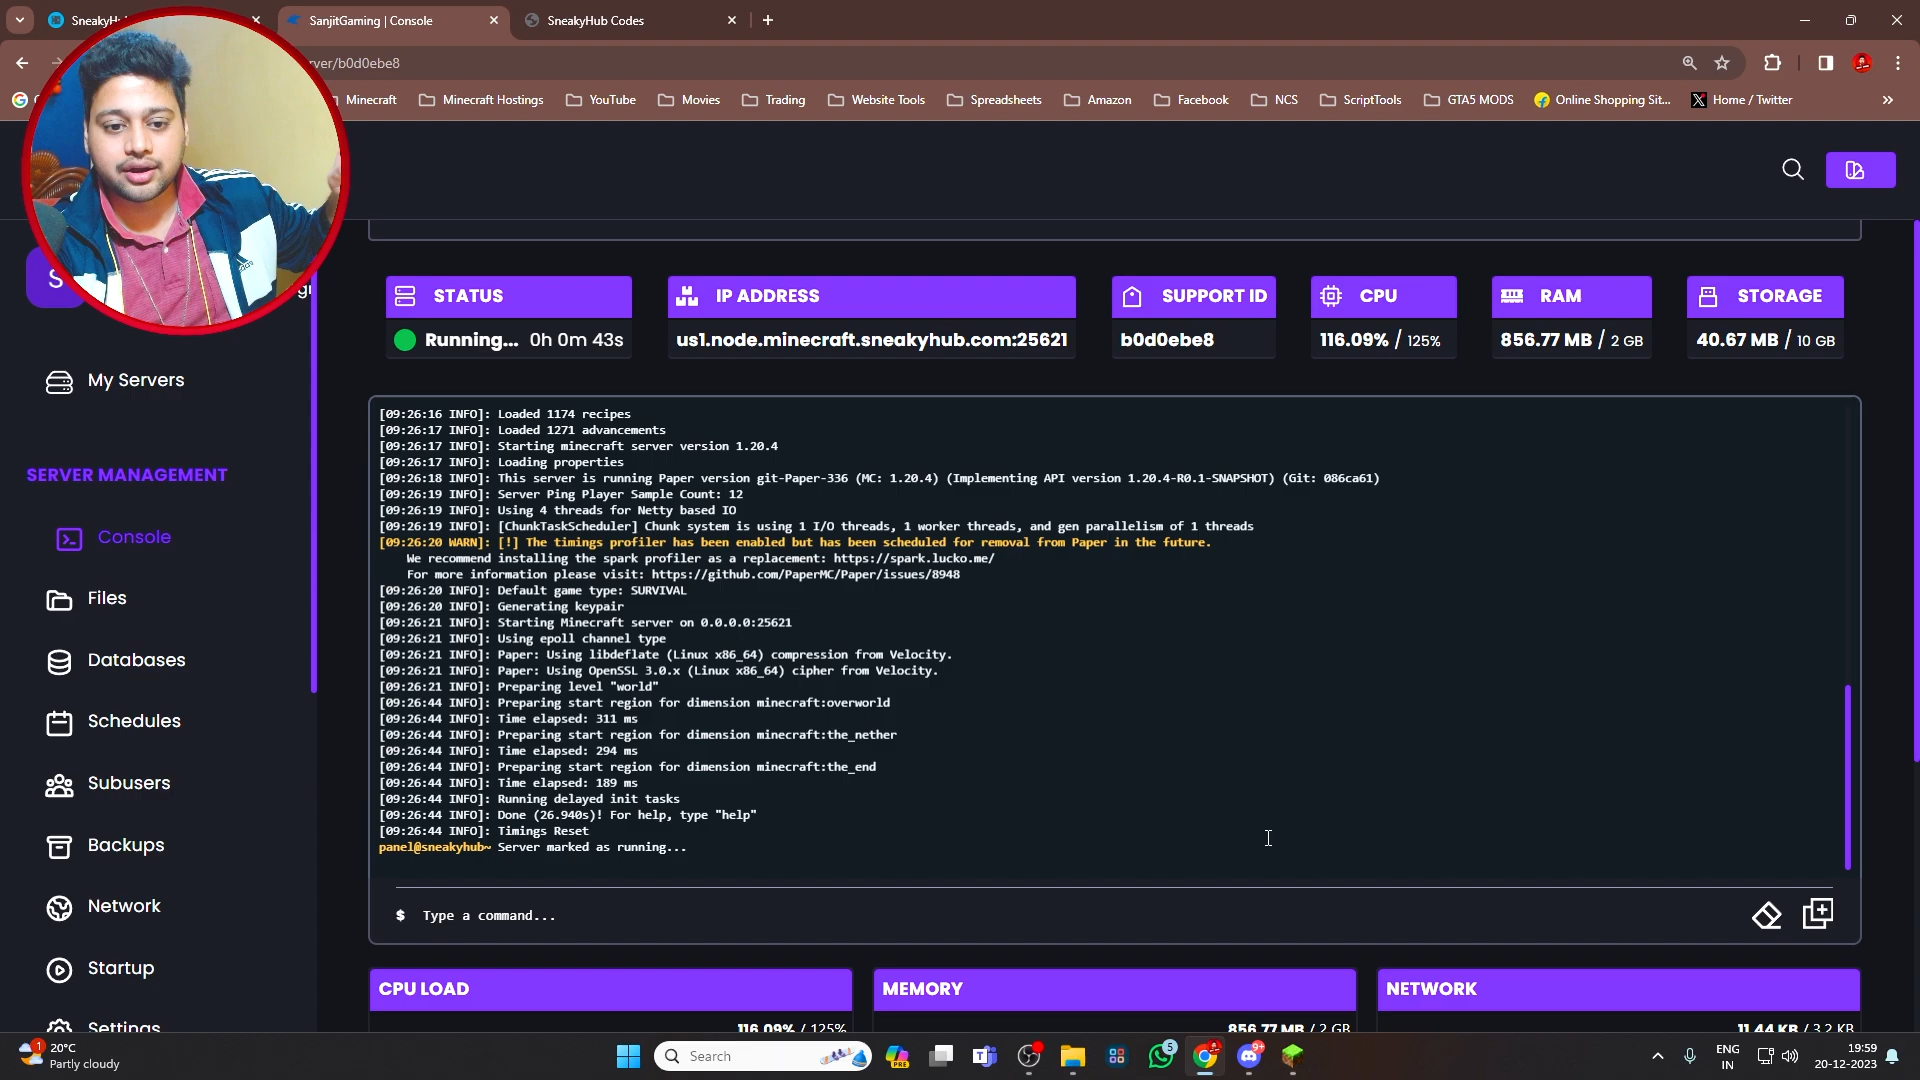 SneakyH
SanjitGaming | Console
SneakyHub Codes
rver/b0d0ebe8
Minecraft
Minecraft Hostings
YouTube
Movies
Trading
Website Tools
Spreadsheets
Amazon
Facebook
NCS
ScriptTools
GTA5 MODS
Online Shopping Sit...
Home / Twitter
S
STATUS
IP ADDRESS
SUPPORT ID
CPU
RAM
STORAGE
Running... 0h 0m 43s
us1.node.minecraft.sneakyhub.com:25621
b0d0ebe8
116.09% / 125%
856.77 MB / 2 GB
40.67 MB / 10 GB
My Servers
SERVER MANAGEMENT
Console
Files
Databases
Schedules
Subusers
Backups
Network
Startup
Settings
[09:26:16 INFO]: Loaded 1174 recipes
[09:26:17 INFO]: Loaded 1271 advancements
[09:26:17 INFO]: Starting minecraft server version 1.20.4
[09:26:17 INFO]: Loading properties
[09:26:18 INFO]: This server is running Paper version git-Paper-336 (MC: 1.20.4) (Implementing API version 1.20.4-R0.1-SNAPSHOT) (Git: 086ca61)
[09:26:19 INFO]: Server Ping Player Sample Count: 12
[09:26:19 INFO]: Using 4 threads for Netty based IO
[09:26:19 INFO]: [ChunkTaskScheduler] Chunk system is using 1 I/O threads, 1 worker threads, and gen parallelism of 1 threads
[09:26:20 WARN]: [!] The timings profiler has been enabled but has been scheduled for removal from Paper in the future.
We recommend installing the spark profiler as a replacement: https://spark.lucko.me/
For more information please visit: https://github.com/PaperMC/Paper/issues/8948
[09:26:20 INFO]: Default game type: SURVIVAL
[09:26:20 INFO]: Generating keypair
[09:26:21 INFO]: Starting Minecraft server on 0.0.0.0:25621
[09:26:21 INFO]: Using epoll channel type
[09:26:21 INFO]: Paper: Using libdeflate (Linux x86_64) compression from Velocity.
[09:26:21 INFO]: Paper: Using OpenSSL 3.0.x (Linux x86_64) cipher from Velocity.
[09:26:21 INFO]: Preparing level "world"
[09:26:44 INFO]: Preparing start region for dimension minecraft:overworld
[09:26:44 INFO]: Time elapsed: 311 ms
[09:26:44 INFO]: Preparing start region for dimension minecraft:the_nether
[09:26:44 INFO]: Time elapsed: 294 ms
[09:26:44 INFO]: Preparing start region for dimension minecraft:the_end
[09:26:44 INFO]: Time elapsed: 189 ms
[09:26:44 INFO]: Running delayed init tasks
[09:26:44 INFO]: Done (26.940s)! For help, type "help"
[09:26:44 INFO]: Timings Reset
panel@sneakyhub~ Server marked as running...
$ Type a command...
CPU LOAD
MEMORY
NETWORK
116.09% / 125%
856.77 MB / 2 GB
11.44 KB / 3.2 KB
1
20°C
Partly cloudy
Search
PRE
5
9+
ENG
IN
19:59
20-12-2023